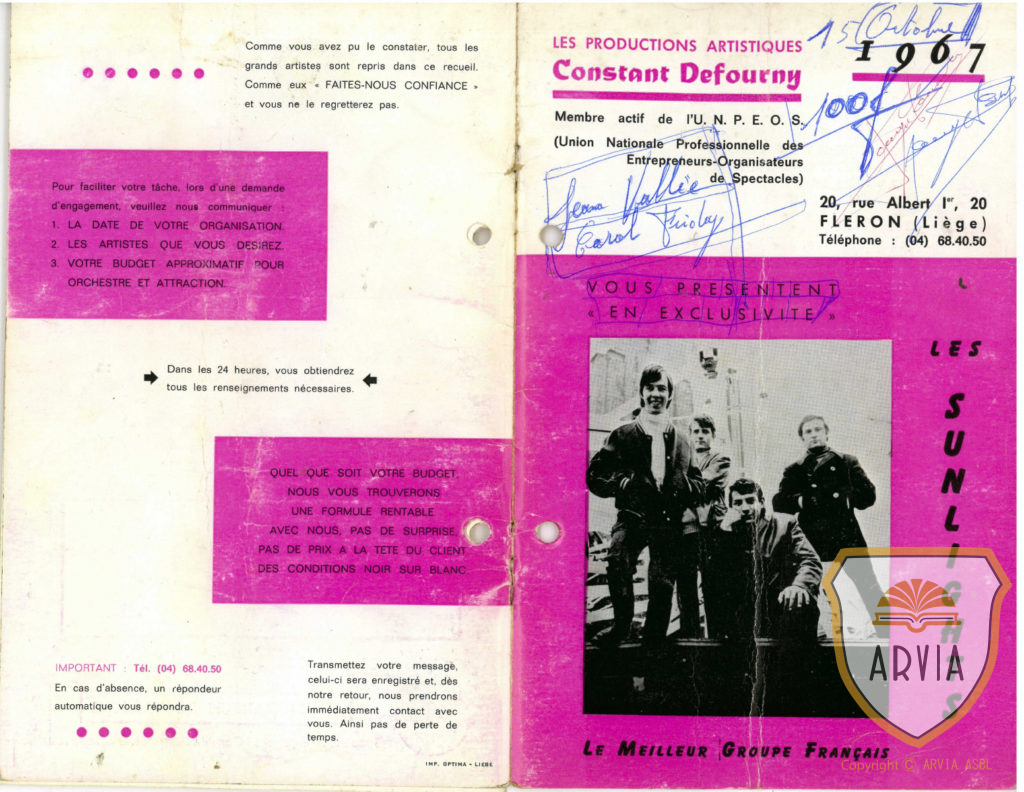 Comme vous avez pu le constater, tous les
grands artistes sont repris dans ce recueil.
Comme eux « FAITES-NOUS CONFIANCE »
et vous ne le regretterez pas.
Pour faciliter votre tâche, lors d'une demande
d'engagement, veuillez nous communiquer :
1. LA DATE DE VOTRE ORGANISATION.
2. LES ARTISTES QUE VOUS DESIREZ.
3. VOTRE BUDGET APPROXIMATIF POUR
ORCHESTRE ET ATTRACTION.
Dans les 24 heures, vous obtiendrez
tous les renseignements nécessaires.
QUEL QUE SOIT VOTRE BUDGET,
NOUS VOUS TROUVERONS
UNE FORMULE RENTABLE
AVEC NOUS, PAS DE SURPRISE,
PAS DE PRIX A LA TETE DU CLIENT
DES CONDITIONS NOIR SUR BLANC.
IMPORTANT : Tél. (04) 68.40.50
En cas d'absence, un répondeur
automatique vous répondra.
Transmettez votre message,
celui-ci sera enregistré et, dès
notre retour, nous prendrons
immédiatement contact avec
vous. Ainsi pas de perte de
temps.
IMP. OPTIMA - LIEGE
LES PRODUCTIONS ARTISTIQUES
Constant Defourny
15 Octobre
1967
100
Membre actif de l'U. N. P. E. O. S.
(Union Nationale Professionnelle des
Entrepreneurs-Organisateurs
de Spectacles)
20, rue Albert Ier, 20
FLERON (Liège)
Téléphone : (04) 68.40.50
Vallée
Carol
VOUS PRESENTENT
« EN EXCLUSIVITE »
LES SUNLIGHTS
LE MEILLEUR GROUPE FRANÇAIS
ARVIA
Copyright © ARVIA ASBL